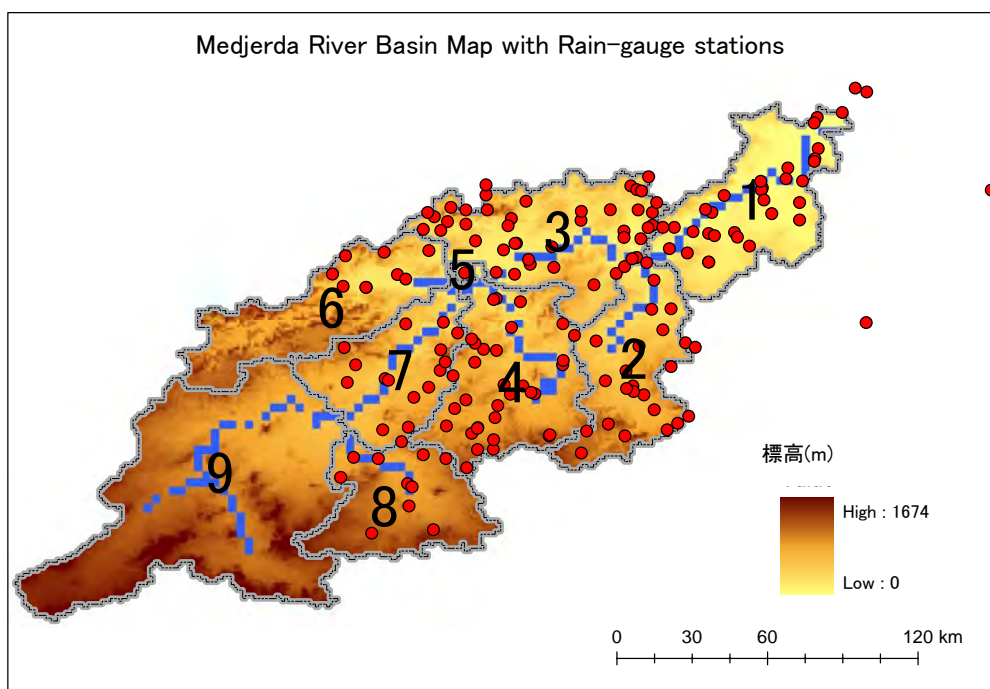 Medjerda River Basin Map with Rain-gauge stations
1
3
5
6
2
7
4
9
8
標高(m)
High : 1674
Low : 0
0 30 60 120 km